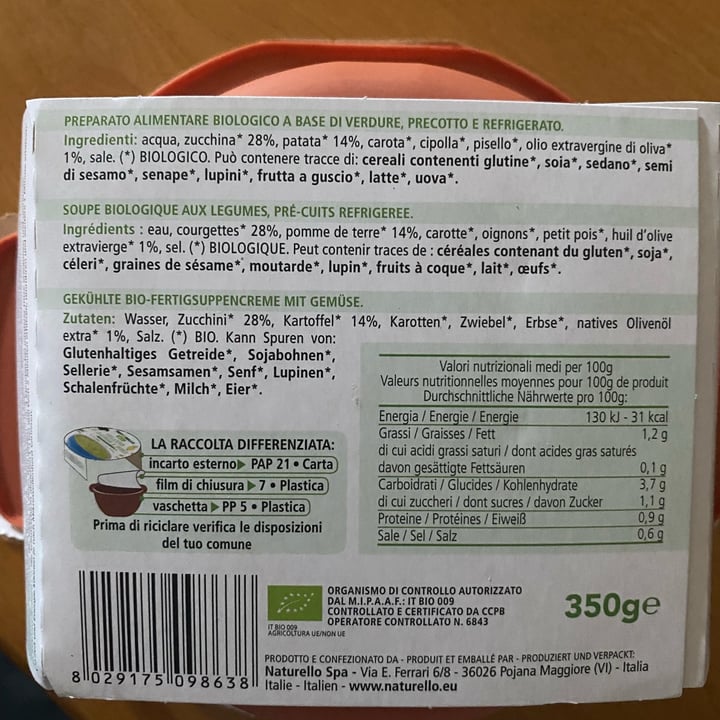 PREPARATO ALIMENTARE BIOLOGICO A BASE DI VERDURE, PRECOTTO E REFRIGERATO.
Ingredienti: acqua, zucchina* 28%, patata* 14%, carota*, cipolla*, pisello*, olio extravergine di oliva*
1%, sale. (*) BIOLOGICO. Può contenere tracce di: cereali contenenti glutine*, soia*, sedano*, semi
di sesamo*, senape*, lupini*, frutta a guscio*, latte*, uova*.
SOUPE BIOLOGIQUE AUX LEGUMES, PRÉ-CUITS REFRIGEREE.
Ingrédients : eau, courgettes* 28%, pomme de terre* 14%, carotte*, oignons*, petit pois*, huil d'olive
extravierge* 1%, sel. (*) BIOLOGIQUE. Peut contenir traces de : céréales contenant du gluten*, soja*,
céleri*, graines de sésame*, moutarde*, lupin*, fruits à coque*, lait*, œufs*.
GEKÜHLTE BIO-FERTIGSUPPENCREME MIT GEMÜSE.
Zutaten: Wasser, Zucchini* 28%, Kartoffel* 14%, Karotten*, Zwiebel*, Erbse*, natives Olivenöl
extra* 1%, Salz. (*) BIO. Kann Spuren von:
Glutenhaltiges Getreide*, Sojabohnen*,
Sellerie*, Sesamsamen*, Senf*, Lupinen*,
Schalenfrüchte*, Milch*, Eier*.
Valori nutrizionali medi per 100g
Valeurs nutritionnelles moyennes pour 100g de produit
Durchschnittliche Nährwerte pro 100g:
Energia / Energie / Energie 130 kJ - 31 kcal
Grassi / Graisses / Fett 1,2 g
di cui acidi grassi saturi / dont acides gras saturés
davon gesättigte Fettsäuren 0,1 g
Carboidrati / Glucides / Kohlenhydrate 3,7 g
di cui zuccheri / dont sucres / davon Zucker 1,1 g
Proteine / Protéines / Eiweiß 0,9 g
Sale / Sel / Salz 0,6 g
LA RACCOLTA DIFFERENZIATA:
incarto esterno PAP 21 • Carta
film di chiusura 7 • Plastica
vaschetta PP 5 • Plastica
Prima di riciclare verifica le disposizioni
del tuo comune
8 029175 098638
IT BIO 009
AGRICOLTURA UE/NON UE
ORGANISMO DI CONTROLLO AUTORIZZATO
DAL M.I.P.A.A.F.: IT BIO 009
CONTROLLATO E CERTIFICATO DA CCPB
OPERATORE CONTROLLATO N. 6843
350g℮
PRODOTTO E CONFEZIONATO DA - PRODUIT ET EMBALLÉ PAR - PRODUZIERT UND VERPACKT:
Naturello Spa - Via E. Ferrari 6/8 - 36026 Pojana Maggiore (VI) - Italia
Italie - Italien - www.naturello.eu